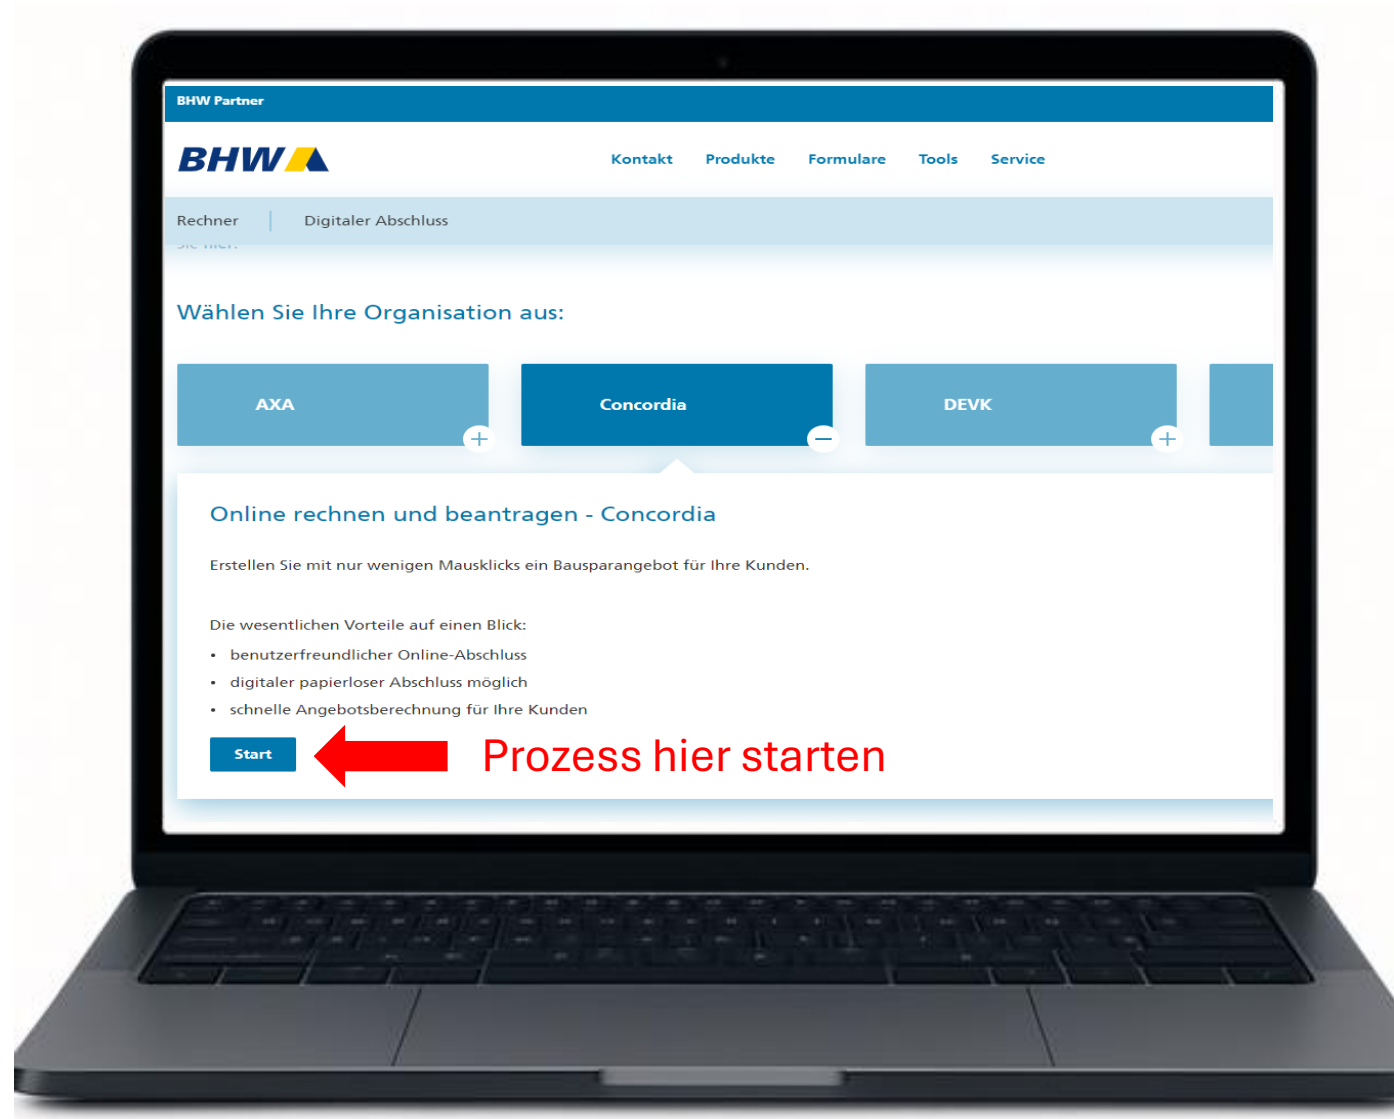 BHW Partner
BHW
Kontakt Produkte Formulare Tools Service
Rechner Digitaler Abschluss
Sie hier.
Wählen Sie Ihre Organisation aus:
AXA Concordia DEVK
Online rechnen und beantragen - Concordia
Erstellen Sie mit nur wenigen Mausklicks ein Bausparangebot für Ihre Kunden.
Die wesentlichen Vorteile auf einen Blick:
• benutzerfreundlicher Online-Abschluss
• digitaler papierloser Abschluss möglich
• schnelle Angebotsberechnung für Ihre Kunden
Start Prozess hier starten